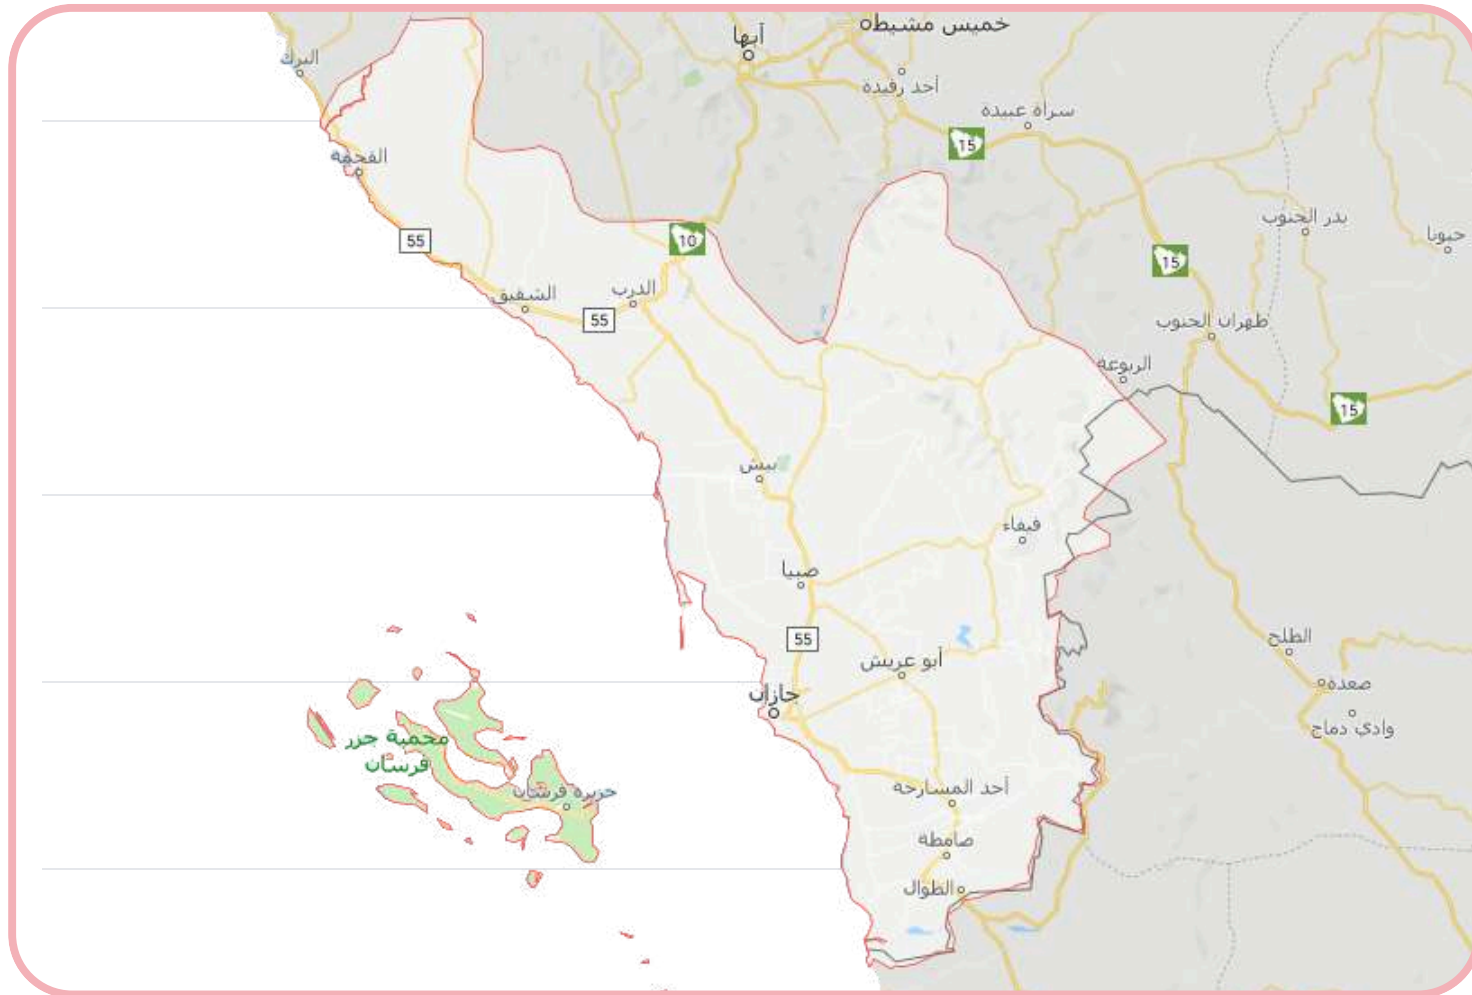 خميس مشيط
أبها
البرك
أحد رفيدة
سراة عبيدة
15
القحمة
بدر الجنوب
حبونا
55
10
15
الشقيق
الدرب
55
ظهران الجنوب
الربوعة
15
بيش
فيفاء
صبيا
55
الطلح
أبو عريش
صعدة
جازان
وادي دماج
محمية جزر
فرسان
جزيرة فرسان
أحد المسارحة
صامطة
الطوال